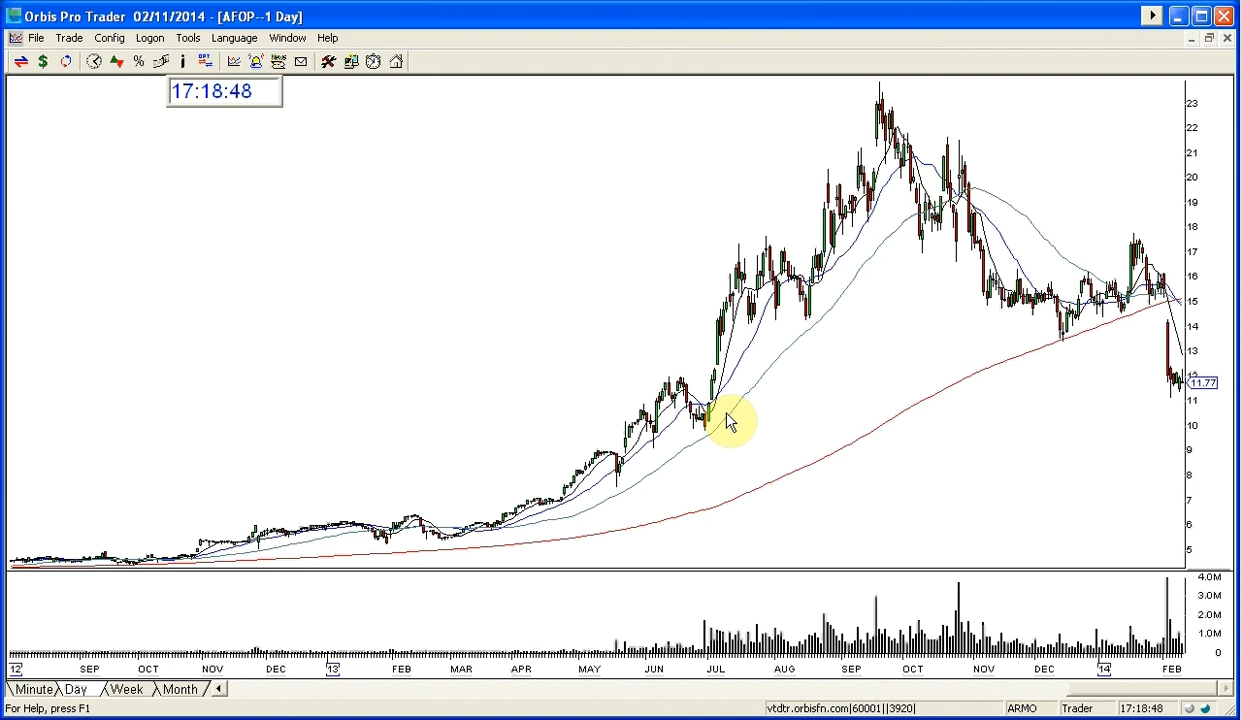 Orbis Pro Trader 02/11/2014 - [AFOP--1 Day]
File Trade Config Logon Tools Language Window Help
$ % i OPT News
17:18:48
23
22
21
20
19
18
17
16
15
14
13
12
11.77
11
10
9
8
7
6
5
4.0M
3.0M
2.0M
1.0M
0
12 SEP OCT NOV DEC 13 FEB MAR APR MAY JUN JUL AUG SEP OCT NOV DEC 14 FEB
Minute Day Week Month
For Help, press F1 vtdtr.orbisfn.com|60001||3920| ARMO Trader 17:18:48